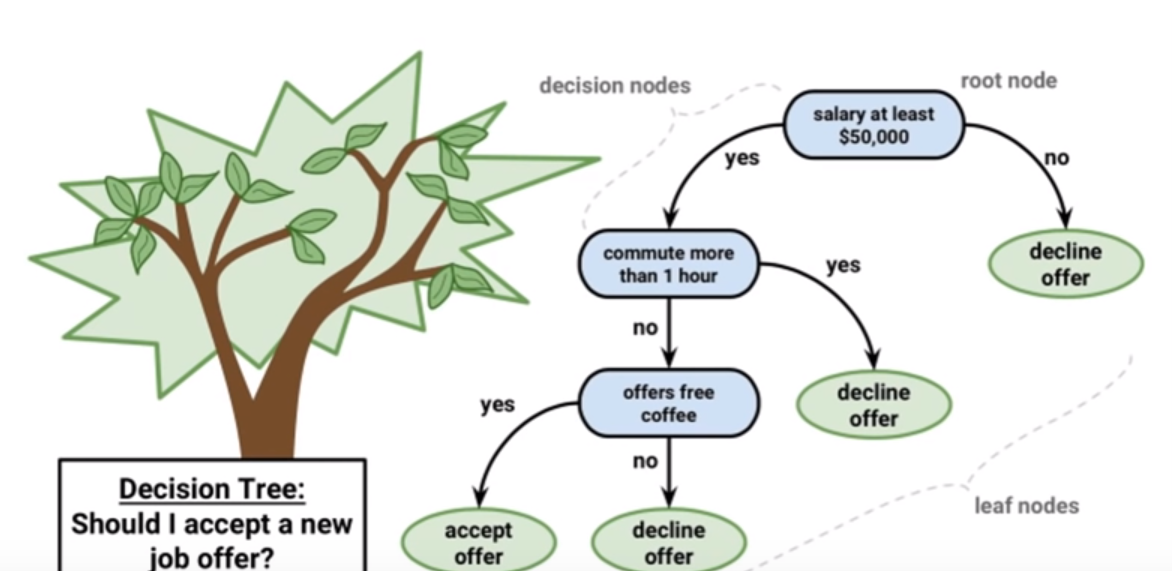 decision nodes
root node
salary at least
$50,000
yes
no
commute more
than 1 hour
yes
decline
offer
no
offers free
coffee
decline
offer
yes
no
leaf nodes
accept
offer
decline
offer
Decision Tree:
Should I accept a new
job offer?